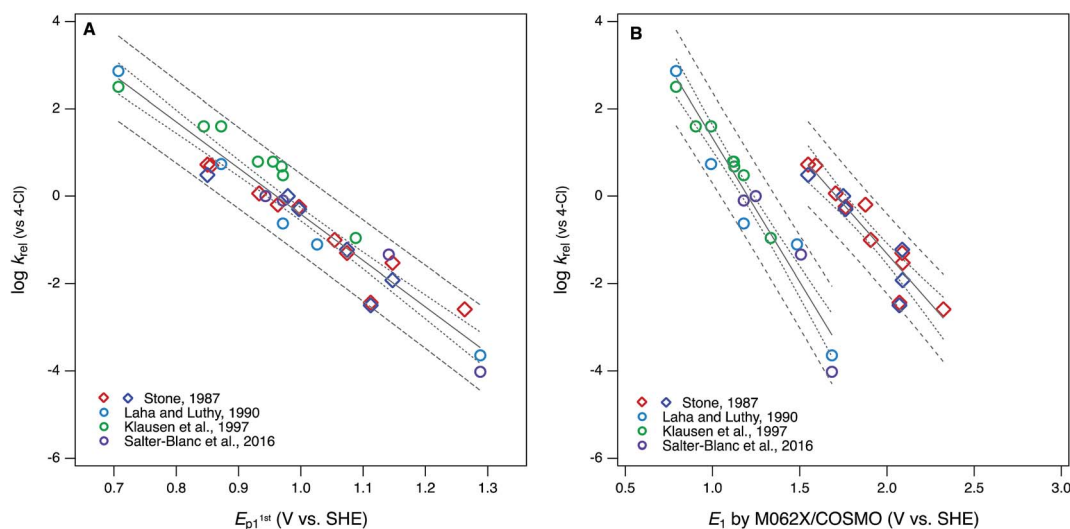 A
4
2
0
-2
-4
-6
log krel (vs 4-Cl)
Stone, 1987
Laha and Luthy, 1990
Klausen et al., 1997
Salter-Blanc et al., 2016
0.7 0.8 0.9 1.0 1.1 1.2 1.3
Ep1 1st (V vs. SHE)
B
4
2
0
-2
-4
-6
log krel (vs 4-Cl)
Stone, 1987
Laha and Luthy, 1990
Klausen et al., 1997
Salter-Blanc et al., 2016
0.5 1.0 1.5 2.0 2.5 3.0
E1 by M062X/COSMO (V vs. SHE)